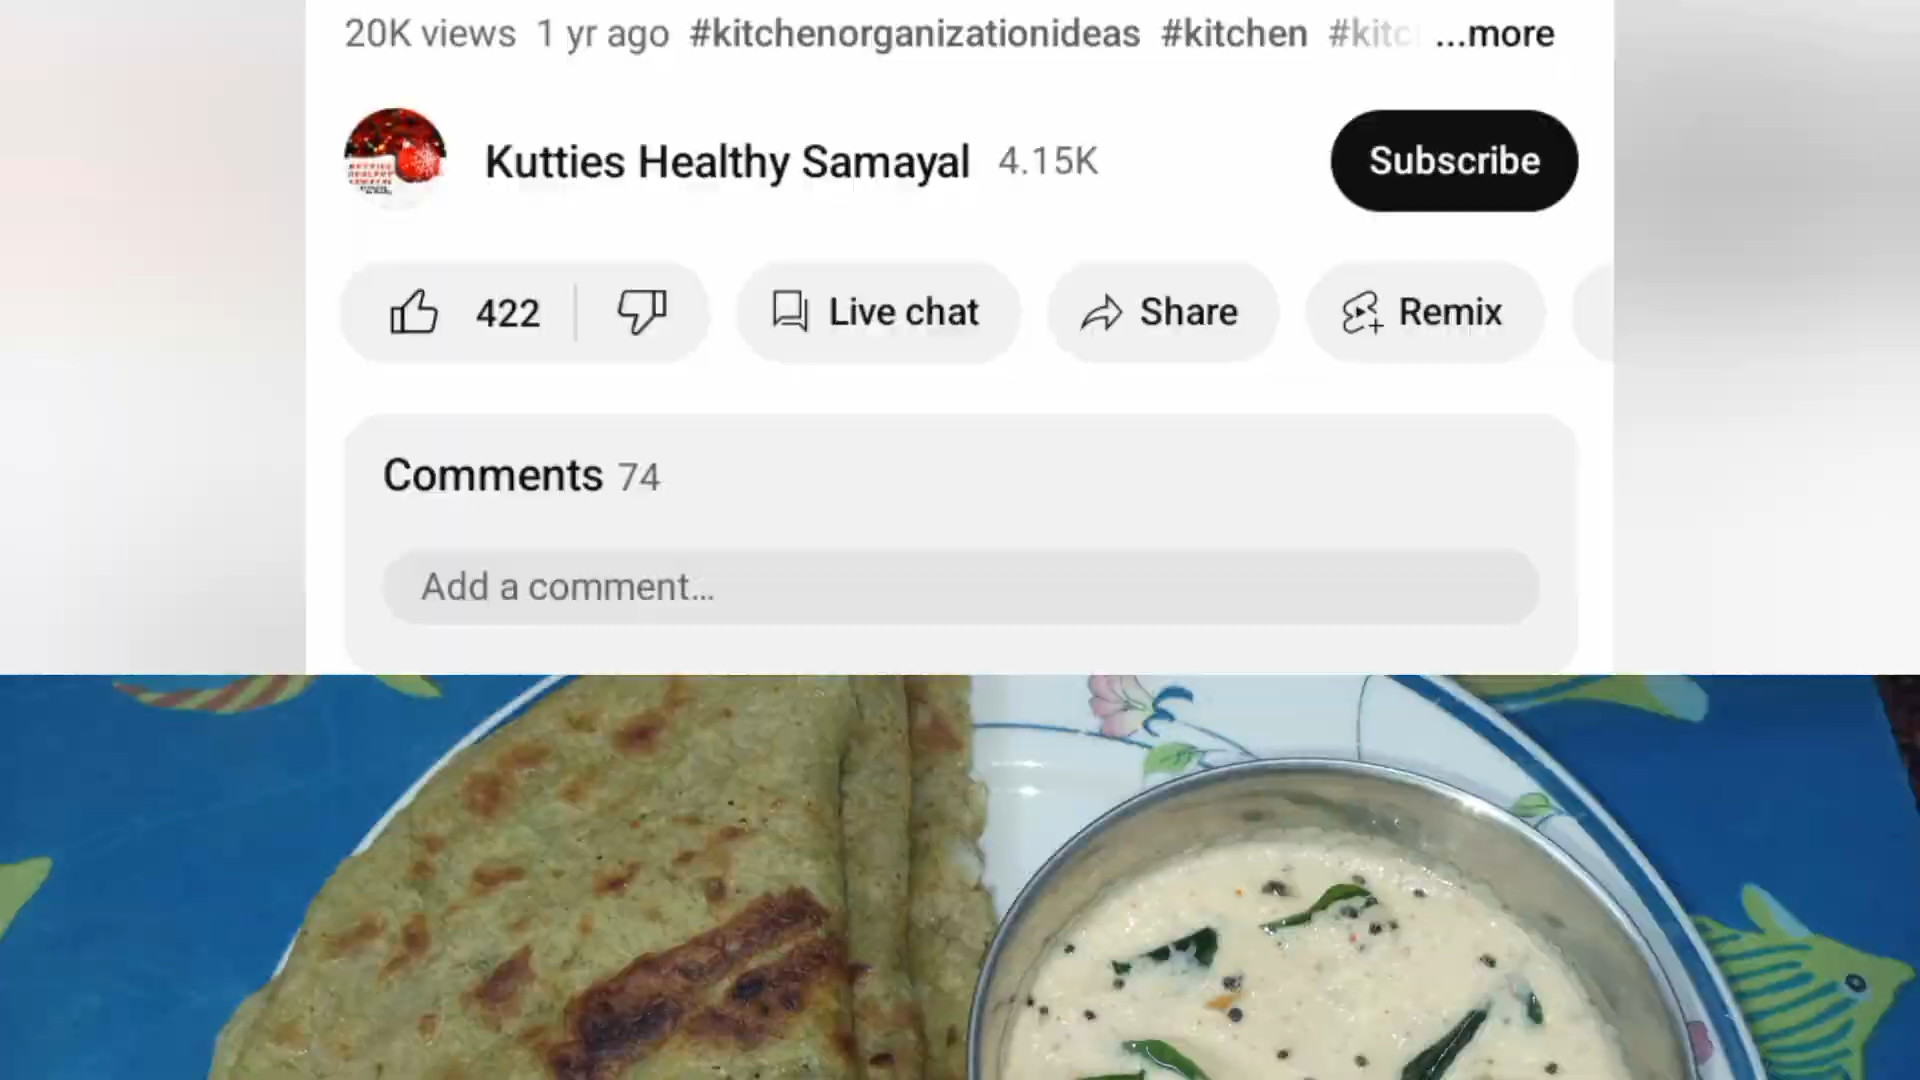 20K views 1 yr ago #kitchenorganizationideas #kitchen #kitc ...more
Kutties Healthy Samayal 4.15K
Subscribe
422
Live chat
Share
Remix
Comments 74
Add a comment...